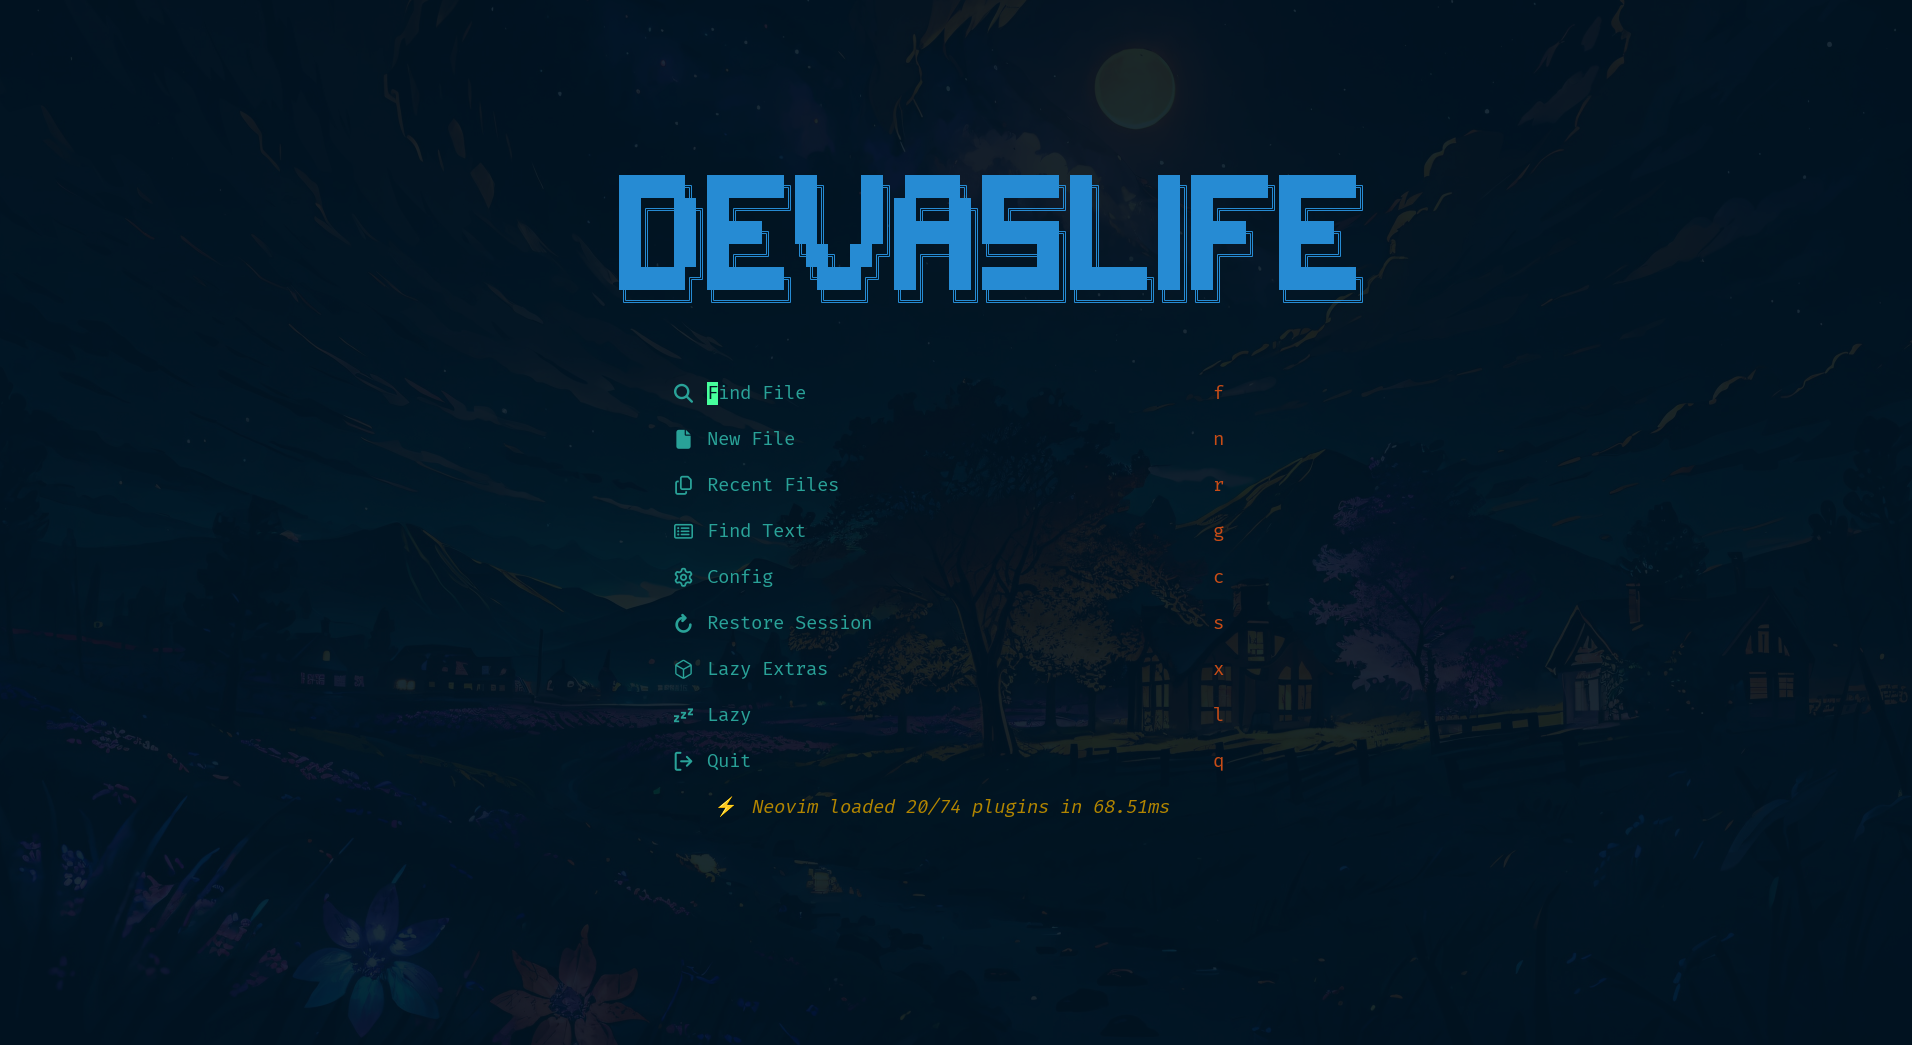 DEVASLIFE
Find File f
New File n
Recent Files r
Find Text g
Config c
Restore Session s
Lazy Extras x
Lazy l
Quit q
⚡ Neovim loaded 20/74 plugins in 68.51ms